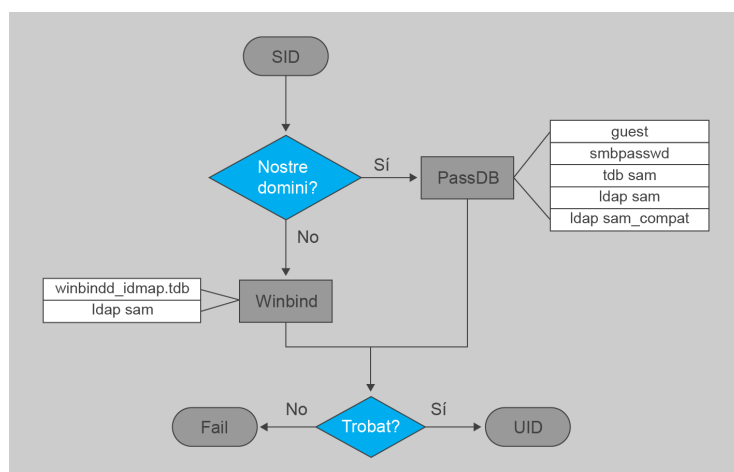 SID
Nostre
domini?
Sí
PassDB
guest
smbpasswd
tdb sam
ldap sam
ldap sam_compat
No
winbindd_idmap.tdb
ldap sam
Winbind
Fail
No
Trobat?
Sí
UID